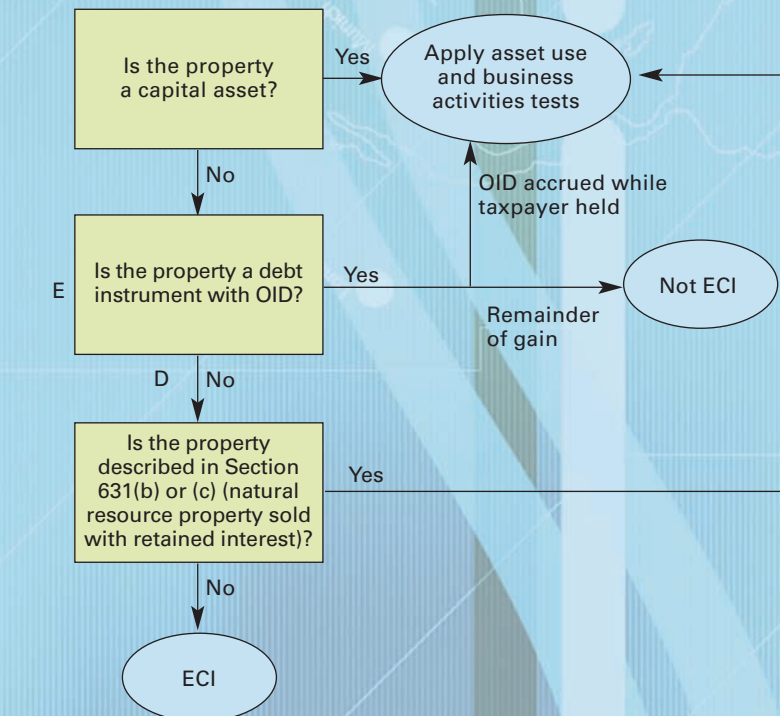 Is the property
a capital asset?
Yes
Apply asset use
and business
activities tests
No
OID accrued while
taxpayer held
E
Is the property a debt
instrument with OID?
Yes
Not ECI
Remainder
of gain
D
No
Is the property
described in Section
631(b) or (c) (natural
resource property sold
with retained interest)?
Yes
No
ECI